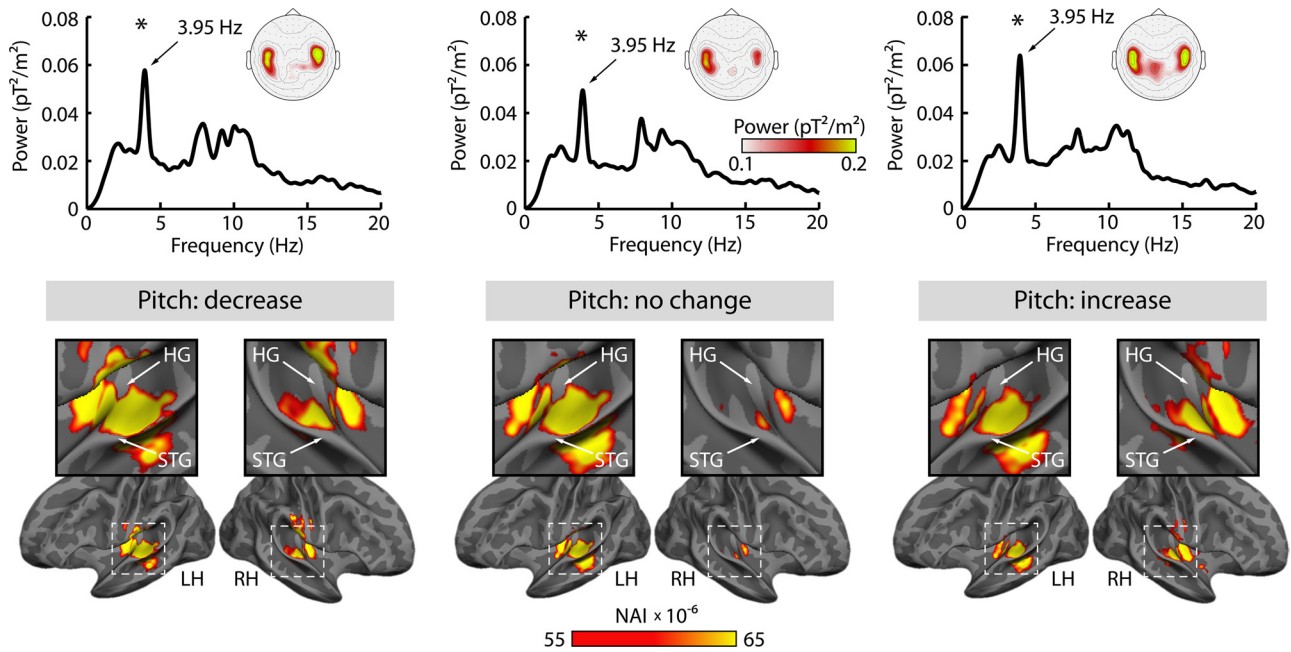 0.08
0.06
0.04
0.02
0
Power (pT²/m²)
*
3.95 Hz
0 5 10 15 20
Frequency (Hz)
0.08
0.06
0.04
0.02
0
Power (pT²/m²)
*
3.95 Hz
Power (pT²/m²)
0.1 0.2
0 5 10 15 20
Frequency (Hz)
0.08
0.06
0.04
0.02
0
Power (pT²/m²)
*
3.95 Hz
0 5 10 15 20
Frequency (Hz)
Pitch: decrease
HG
STG
HG
STG
LH RH
Pitch: no change
HG
STG
HG
STG
LH RH
Pitch: increase
HG
STG
HG
STG
LH RH
NAI × 10⁻⁶
55 65